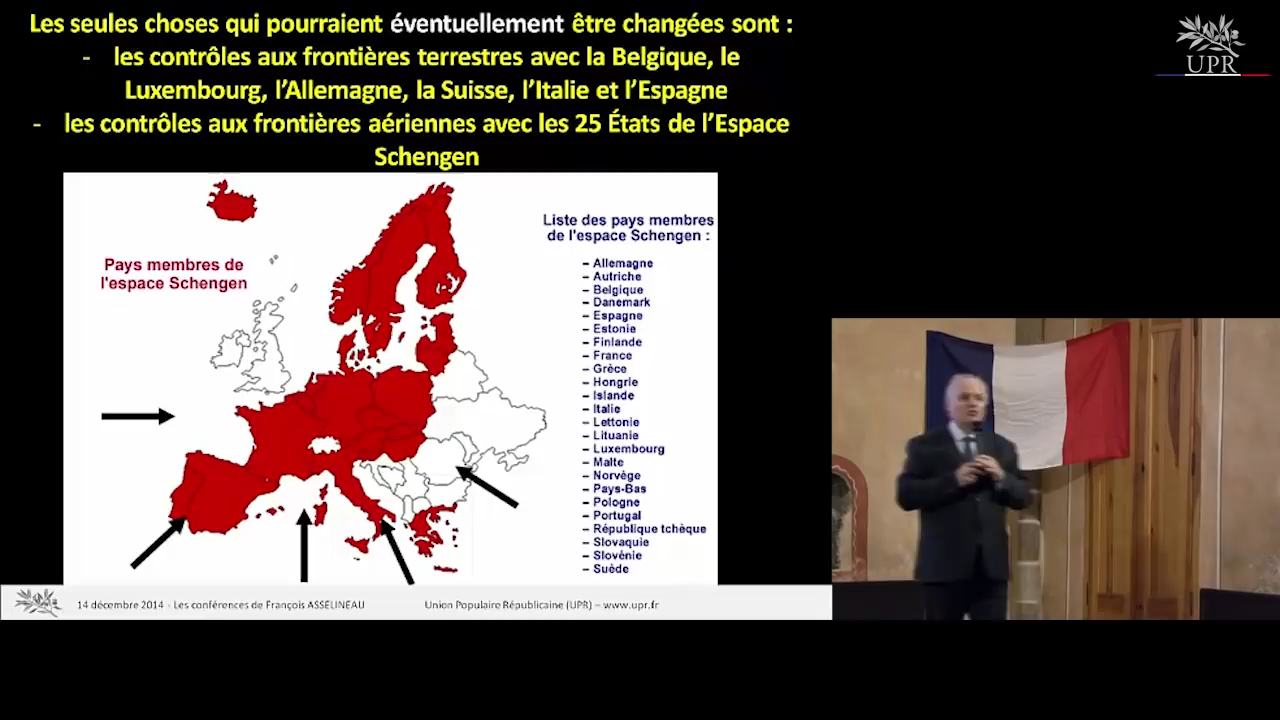 Les seules choses qui pourraient éventuellement être changées sont :
- les contrôles aux frontières terrestres avec la Belgique, le
Luxembourg, l'Allemagne, la Suisse, l'Italie et l'Espagne
- les contrôles aux frontières aériennes avec les 25 États de l'Espace
Schengen
UPR
Pays membres de
l'espace Schengen
Liste des pays membres
de l'espace Schengen :
– Allemagne
– Autriche
– Belgique
– Danemark
– Espagne
– Estonie
– Finlande
– France
– Grèce
– Hongrie
– Islande
– Italie
– Lettonie
– Lituanie
– Luxembourg
– Malte
– Norvège
– Pays-Bas
– Pologne
– Portugal
– République tchèque
– Slovaquie
– Slovénie
– Suède
14 décembre 2014 - Les conférences de François ASSELINEAU
Union Populaire Républicaine (UPR) – www.upr.fr